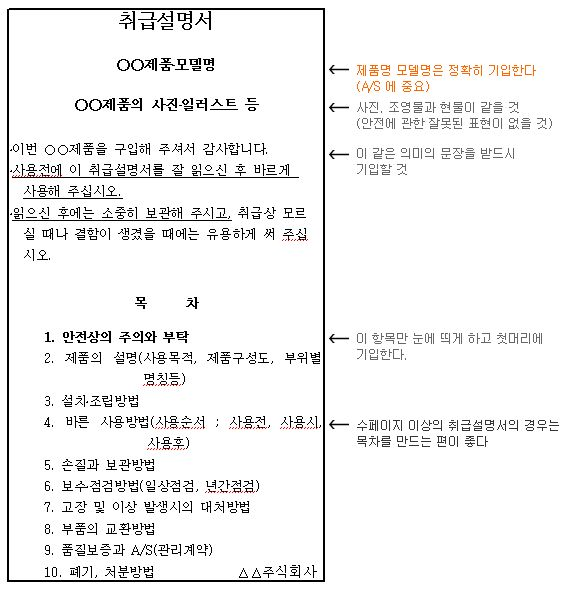 취급설명서
○○제품·모델명
← 제품명 모델명은 정확히 기입한다
(A/S 에 중요)
○○제품의 사진·일러스트 등
← 사진, 조영물과 현물이 같을 것
(안전에 관한 잘못된 표현이 없을 것)
·이번 ○○제품을 구입해 주셔서 감사합니다.
·사용전에 이 취급설명서를 잘 읽으신 후 바르게
사용해 주십시오.
← 이 같은 의미의 문장을 받드시
기입할 것
·읽으신 후에는 소중히 보관해 주시고, 취급상 모르
실 때나 결함이 생겼을 때에는 유용하게 써 주십
시오.
목 차
1. 안전상의 주의와 부탁
← 이 항목만 눈에 띄게 하고 첫머리에
기입한다.
2. 제품의 설명(사용목적, 제품구성도, 부위별
명칭등)
3. 설치·조립방법
4. 바른 사용방법(사용순서 ; 사용전, 사용시,
사용후)
← 수페이지 이상의 취급설명서의 경우는
목차를 만드는 편이 좋다
5. 손질과 보관방법
6. 보수·점검방법(일상점검, 년간점검)
7. 고장 및 이상 발생시의 대처방법
8. 부품의 교환방법
9. 품질보증과 A/S(관리계약)
10. 폐기, 처분방법 △△주식회사